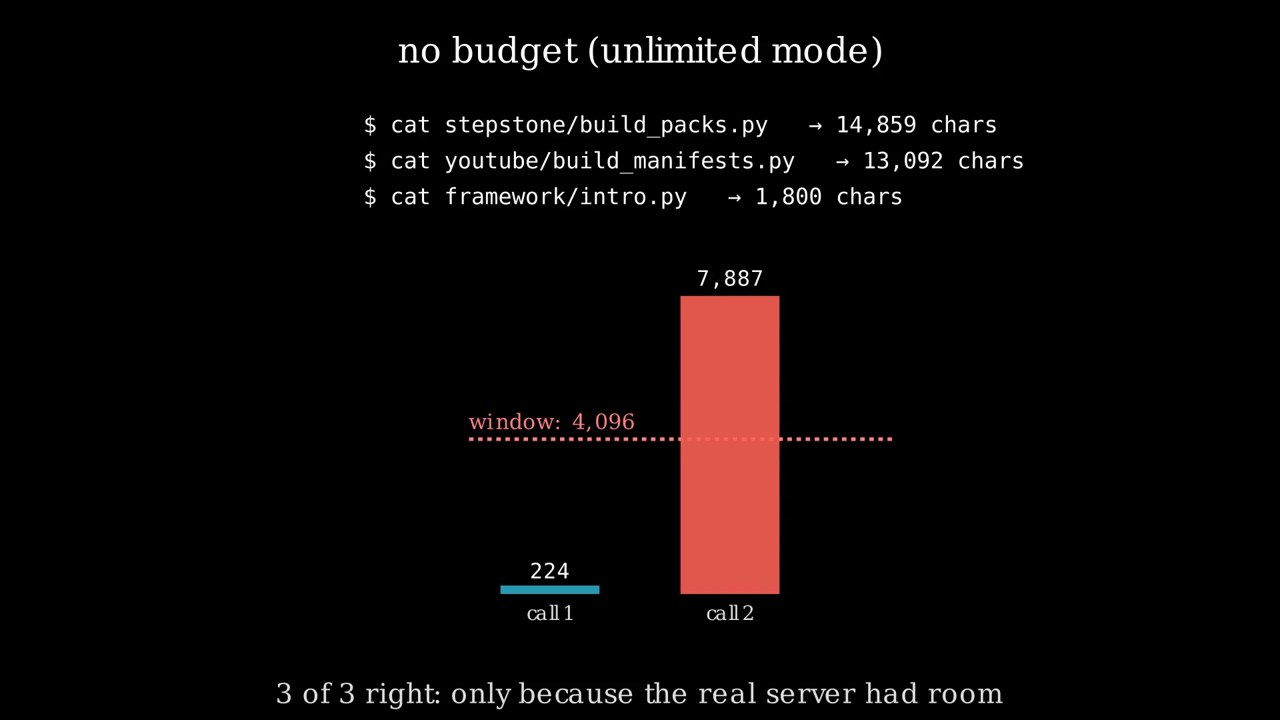 no budget (unlimited mode)
$ cat stepstone/build_packs.py → 14,859 chars
$ cat youtube/build_manifests.py → 13,092 chars
$ cat framework/intro.py → 1,800 chars
7,887
window: 4,096
224
call 1
call 2
3 of 3 right: only because the real server had room